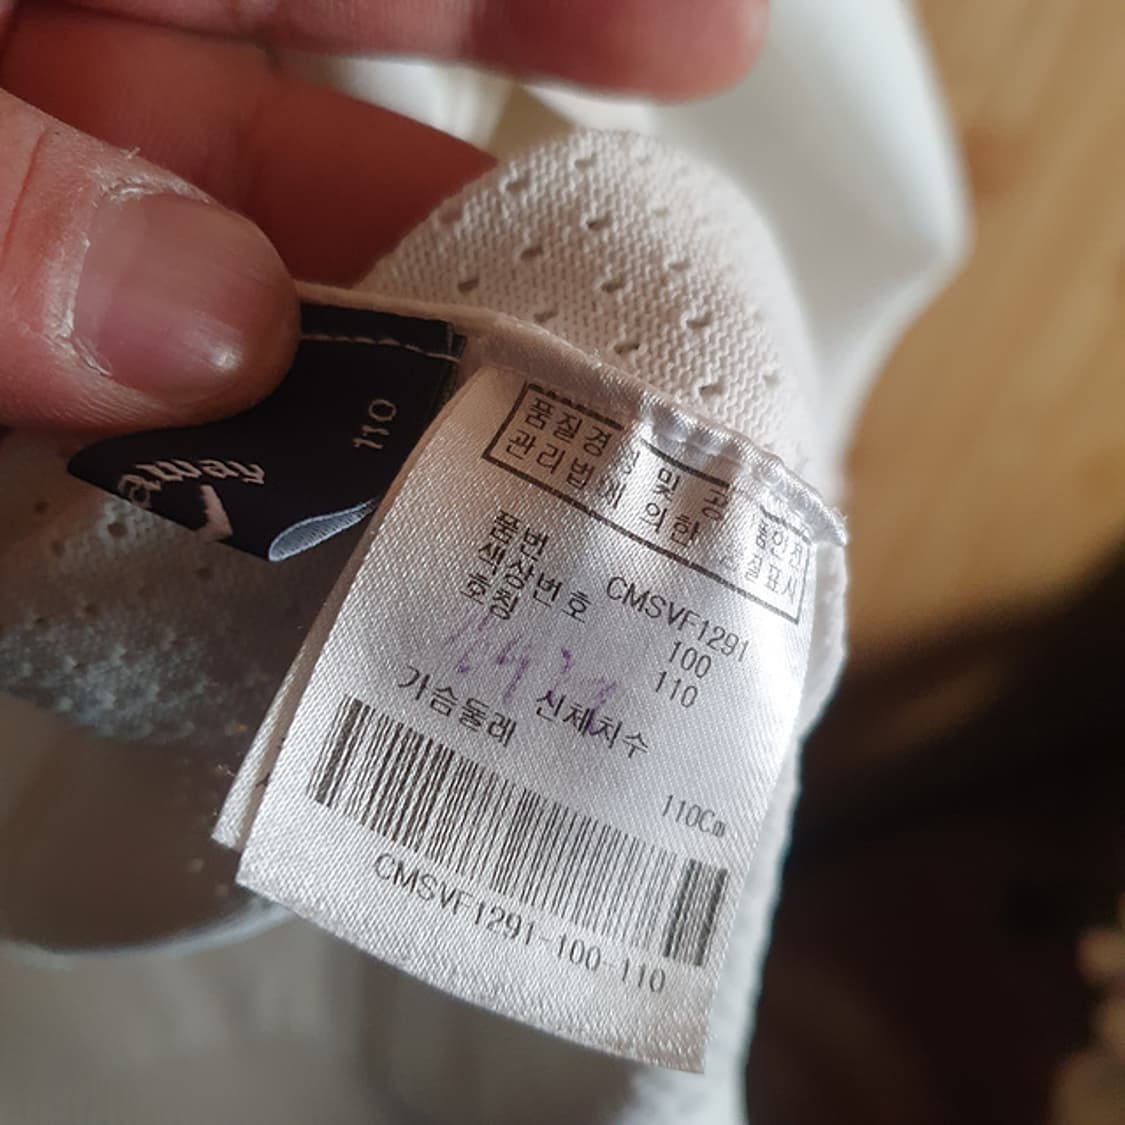 110
품질경영 및 공산품안전
관리법에 의한 품질표시
품번 CMSVF1291
색상번호 100
호칭 110
신체치수
가슴둘레 110Cm
CMSVF1291-100-110